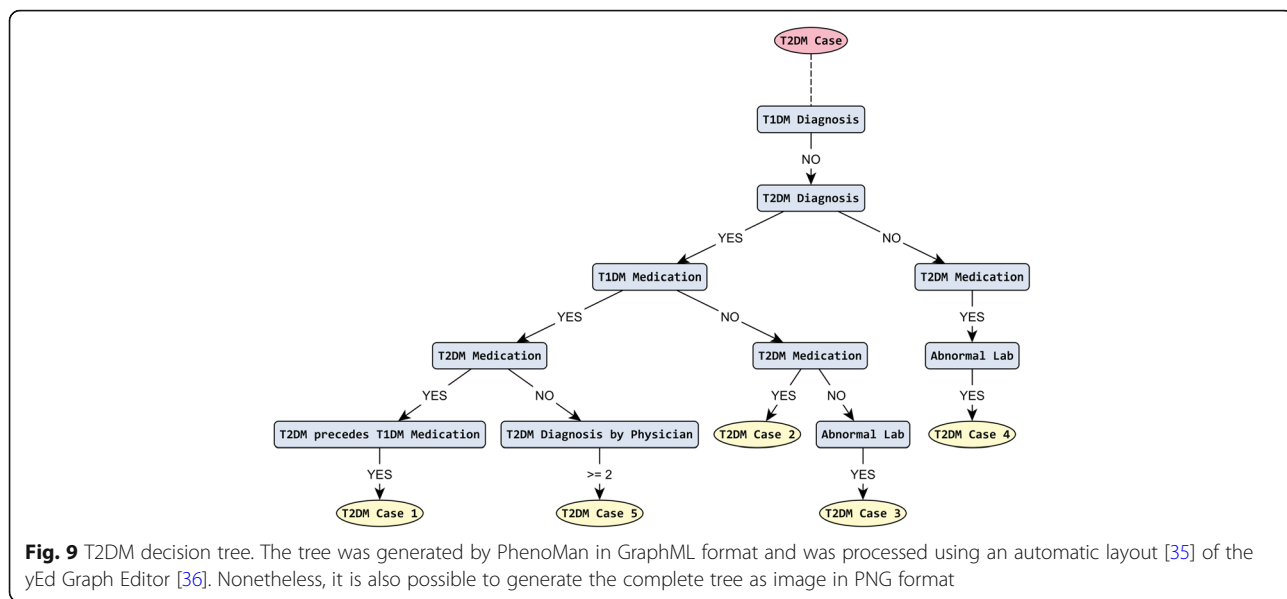 T2DM Case
T1DM Diagnosis
NO
T2DM Diagnosis
YES
NO
T1DM Medication
T2DM Medication
YES
NO
YES
T2DM Medication
T2DM Medication
Abnormal Lab
YES
NO
YES
NO
YES
T2DM precedes T1DM Medication
T2DM Diagnosis by Physician
T2DM Case 2
Abnormal Lab
T2DM Case 4
YES
>= 2
YES
T2DM Case 1
T2DM Case 5
T2DM Case 3
Fig. 9 T2DM decision tree. The tree was generated by PhenoMan in GraphML format and was processed using an automatic layout [35] of the
yEd Graph Editor [36]. Nonetheless, it is also possible to generate the complete tree as image in PNG format